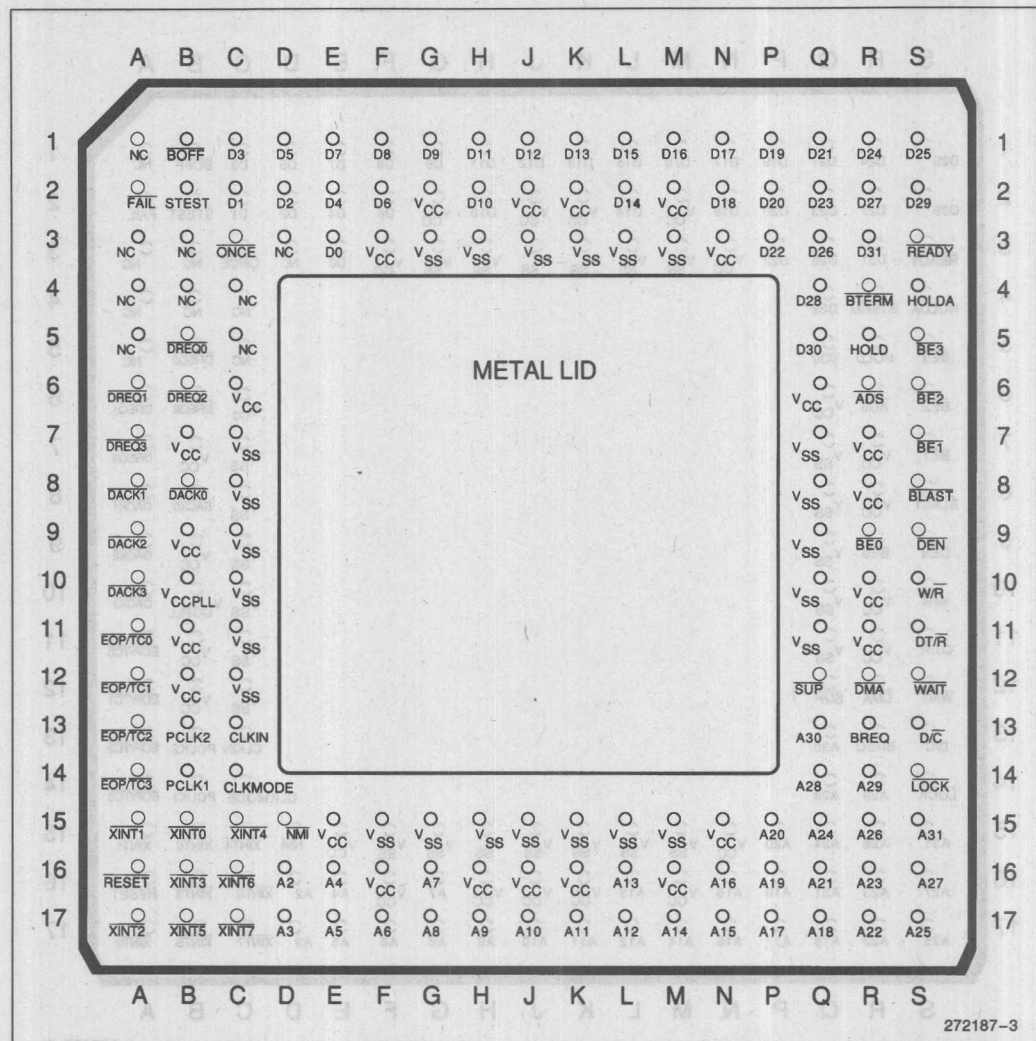 A B C D E F G H J K L M N P Q R S
1 NC BOFF D3 D5 D7 D8 D9 D11 D12 D13 D15 D16 D17 D19 D21 D24 D25 1
2 FAIL STEST D1 D2 D4 D6 VCC D10 VCC VCC D14 VCC D18 D20 D23 D27 D29 2
3 NC NC ONCE NC D0 VCC VSS VSS VSS VSS VSS VSS VCC D22 D26 D31 READY 3
4 NC NC NC D28 BTERM HOLDA 4
5 NC DREQ0 NC D30 HOLD BE3 5
METAL LID
6 DREQ1 DREQ2 VCC VCC ADS BE2 6
7 DREQ3 VCC VSS VSS VCC BE1 7
8 DACK1 DACK0 VSS VSS VCC BLAST 8
9 DACK2 VCC VSS VSS BE0 DEN 9
10 DACK3 VCCPLL VSS VSS VCC W/R 10
11 EOP/TC0 VCC VSS VSS VCC DT/R 11
12 EOP/TC1 VCC VSS SUP DMA WAIT 12
13 EOP/TC2 PCLK2 CLKIN A30 BREQ D/C 13
14 EOP/TC3 PCLK1 CLKMODE A28 A29 LOCK 14
15 XINT1 XINT0 XINT4 NMI VCC VSS VSS VSS VSS VSS VSS VSS VCC A20 A24 A26 A31 15
16 RESET XINT3 XINT6 A2 A4 VCC A7 VCC VCC VCC A13 VCC A16 A19 A21 A23 A27 16
17 XINT2 XINT5 XINT7 A3 A5 A6 A8 A9 A10 A11 A12 A14 A15 A17 A18 A22 A25 17
A B C D E F G H J K L M N P Q R S
272187-3